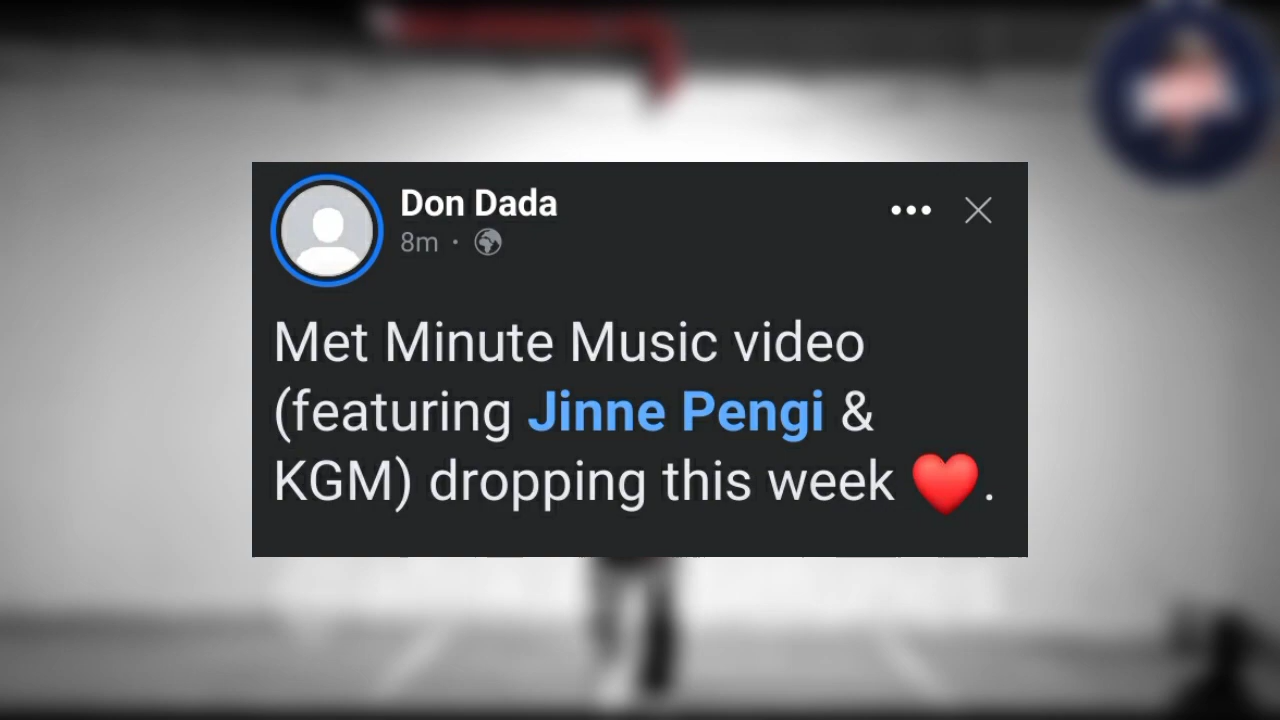 Don Dada
8m ·
Met Minute Music video
(featuring Jinne Pengi &
KGM) dropping this week ❤️.